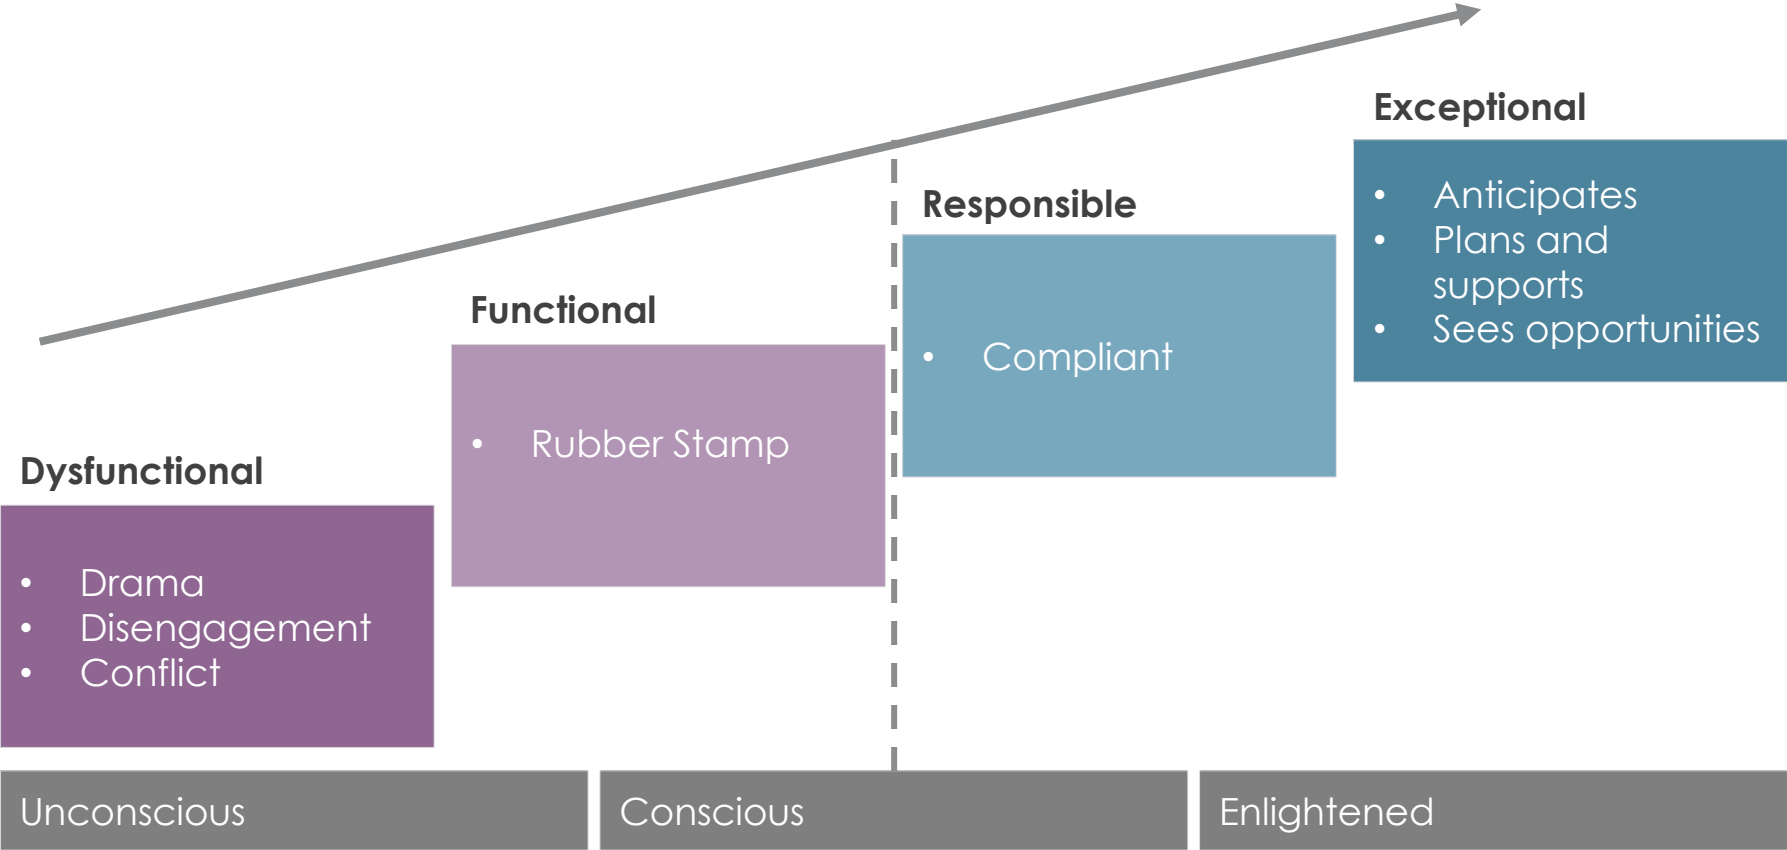 Exceptional
• Anticipates
• Plans and
supports
• Sees opportunities
Responsible
• Compliant
Functional
• Rubber Stamp
Dysfunctional
• Drama
• Disengagement
• Conflict
Unconscious
Conscious
Enlightened